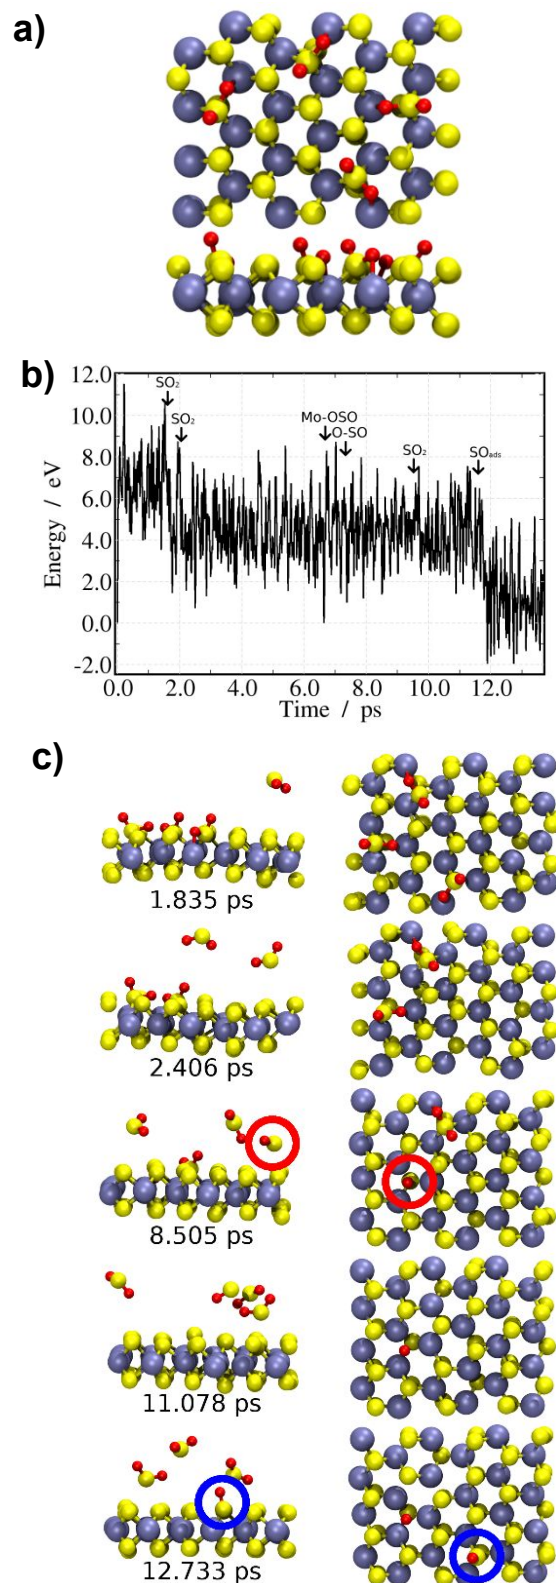 a)
b)
12.0
10.0
8.0
6.0
4.0
2.0
0.0
-2.0
Energy / eV
SO₂
SO₂
Mo-OSO
O-SO
SO₂
SOₐds
0.0 2.0 4.0 6.0 8.0 10.0 12.0
Time / ps
c)
1.835 ps
2.406 ps
8.505 ps
11.078 ps
12.733 ps